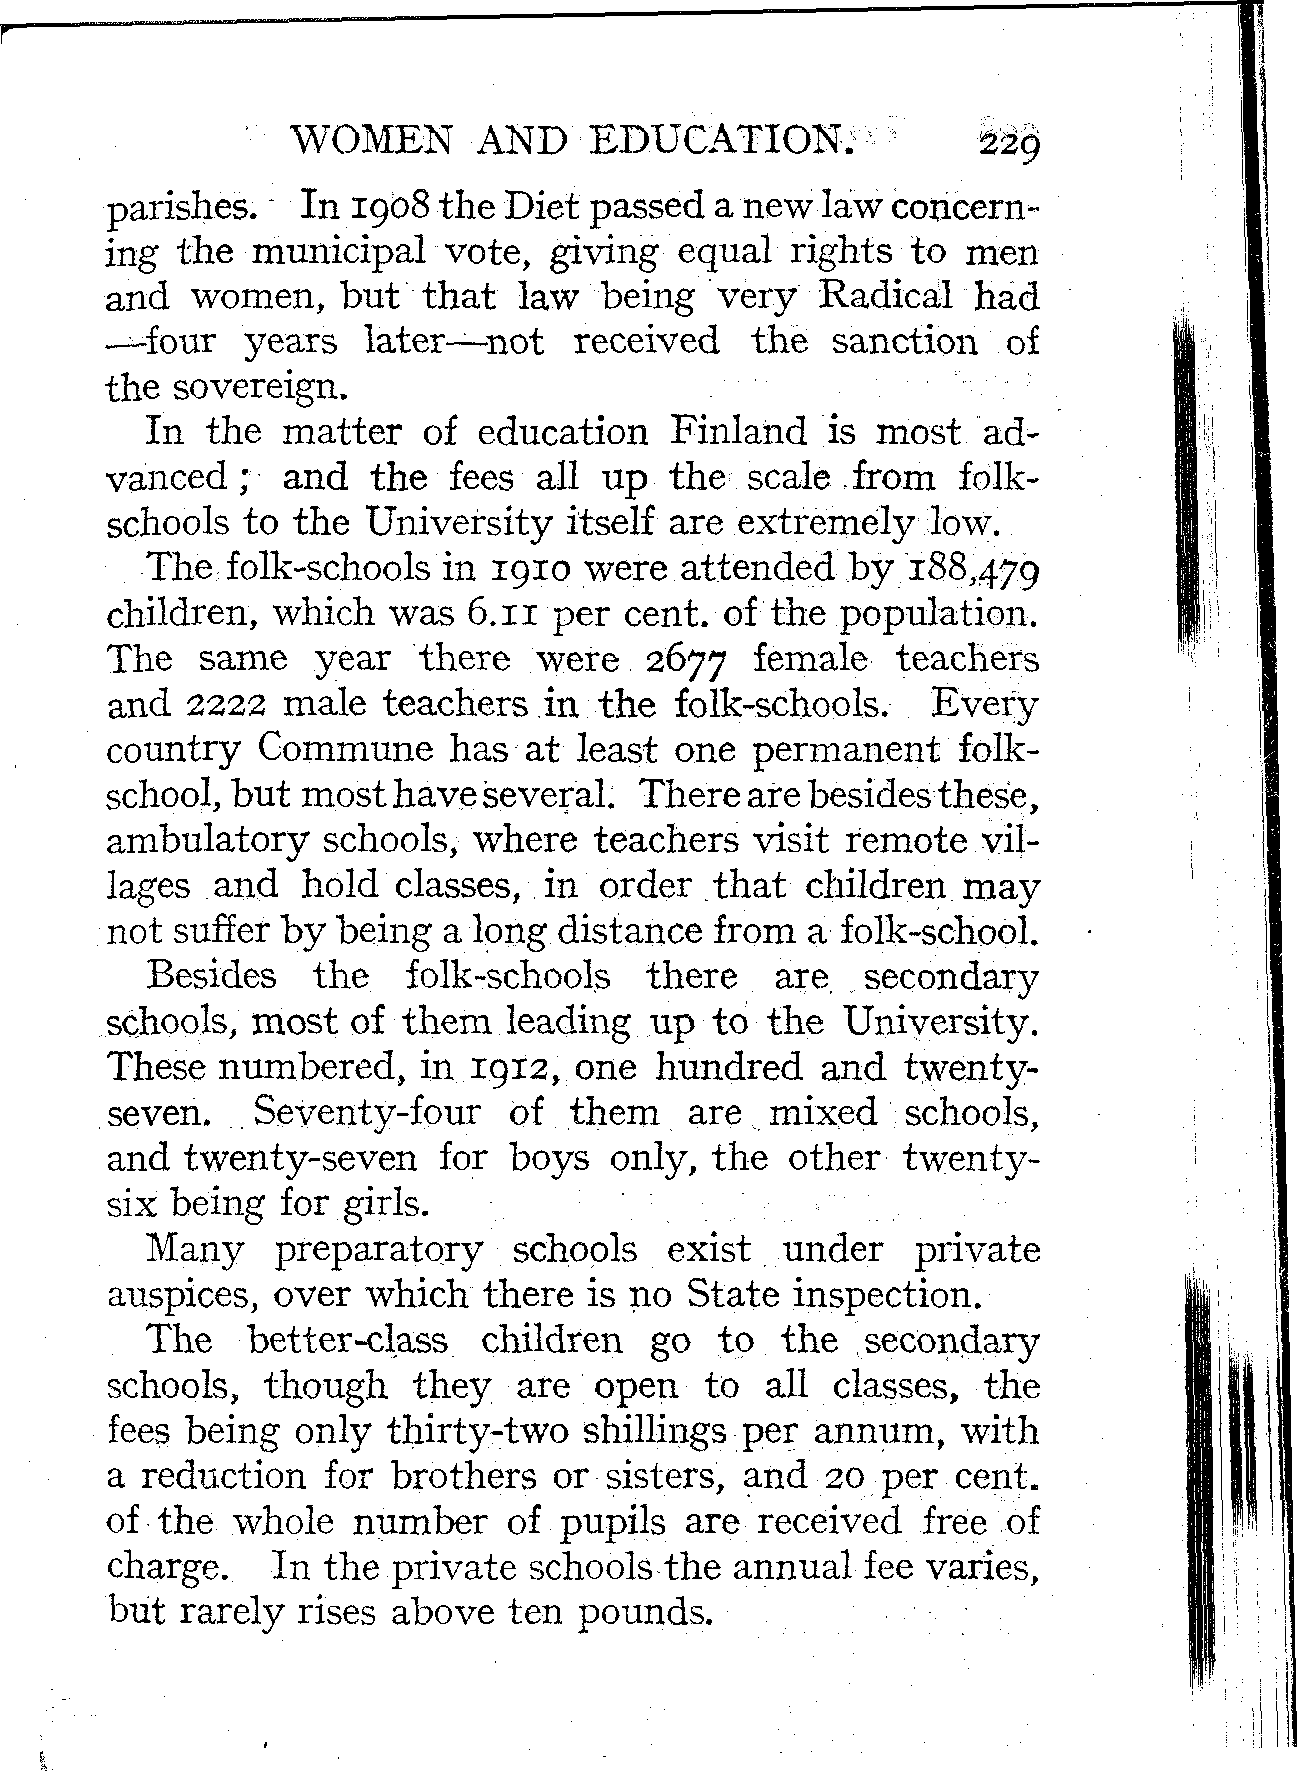 WOMEN AND EDUCATION. 229
parishes. In 1908 the Diet passed a new law concern-
ing the municipal vote, giving equal rights to men
and women, but that law being very Radical had
—four years later—not received the sanction of
the sovereign.
In the matter of education Finland is most ad-
vanced ; and the fees all up the scale from folk-
schools to the University itself are extremely low.
The folk-schools in 1910 were attended by 188,479
children, which was 6.11 per cent. of the population.
The same year there were 2677 female teachers
and 2222 male teachers in the folk-schools. Every
country Commune has at least one permanent folk-
school, but most have several. There are besides these,
ambulatory schools, where teachers visit remote vil-
lages and hold classes, in order that children may
not suffer by being a long distance from a folk-school.
Besides the folk-schools there are secondary
schools, most of them leading up to the University.
These numbered, in 1912, one hundred and twenty-
seven. Seventy-four of them are mixed schools,
and twenty-seven for boys only, the other twenty-
six being for girls.
Many preparatory schools exist under private
auspices, over which there is no State inspection.
The better-class children go to the secondary
schools, though they are open to all classes, the
fees being only thirty-two shillings per annum, with
a reduction for brothers or sisters, and 20 per cent.
of the whole number of pupils are received free of
charge. In the private schools the annual fee varies,
but rarely rises above ten pounds.